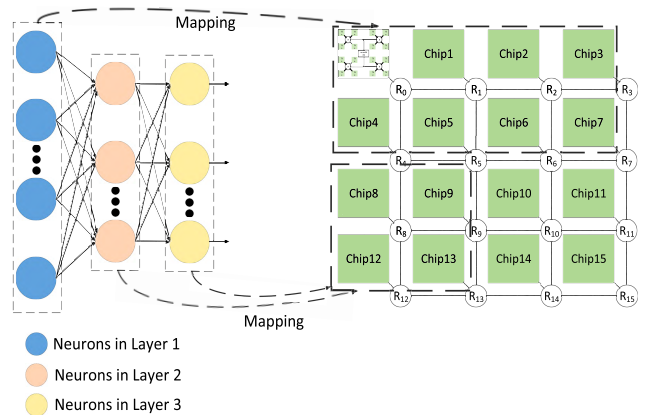 Mapping
Chip1 Chip2 Chip3
R0 R1 R2 R3
Chip4 Chip5 Chip6 Chip7
R4 R5 R6 R7
Chip8 Chip9 Chip10 Chip11
R8 R9 R10 R11
Chip12 Chip13 Chip14 Chip15
R12 R13 R14 R15
Mapping
Neurons in Layer 1
Neurons in Layer 2
Neurons in Layer 3